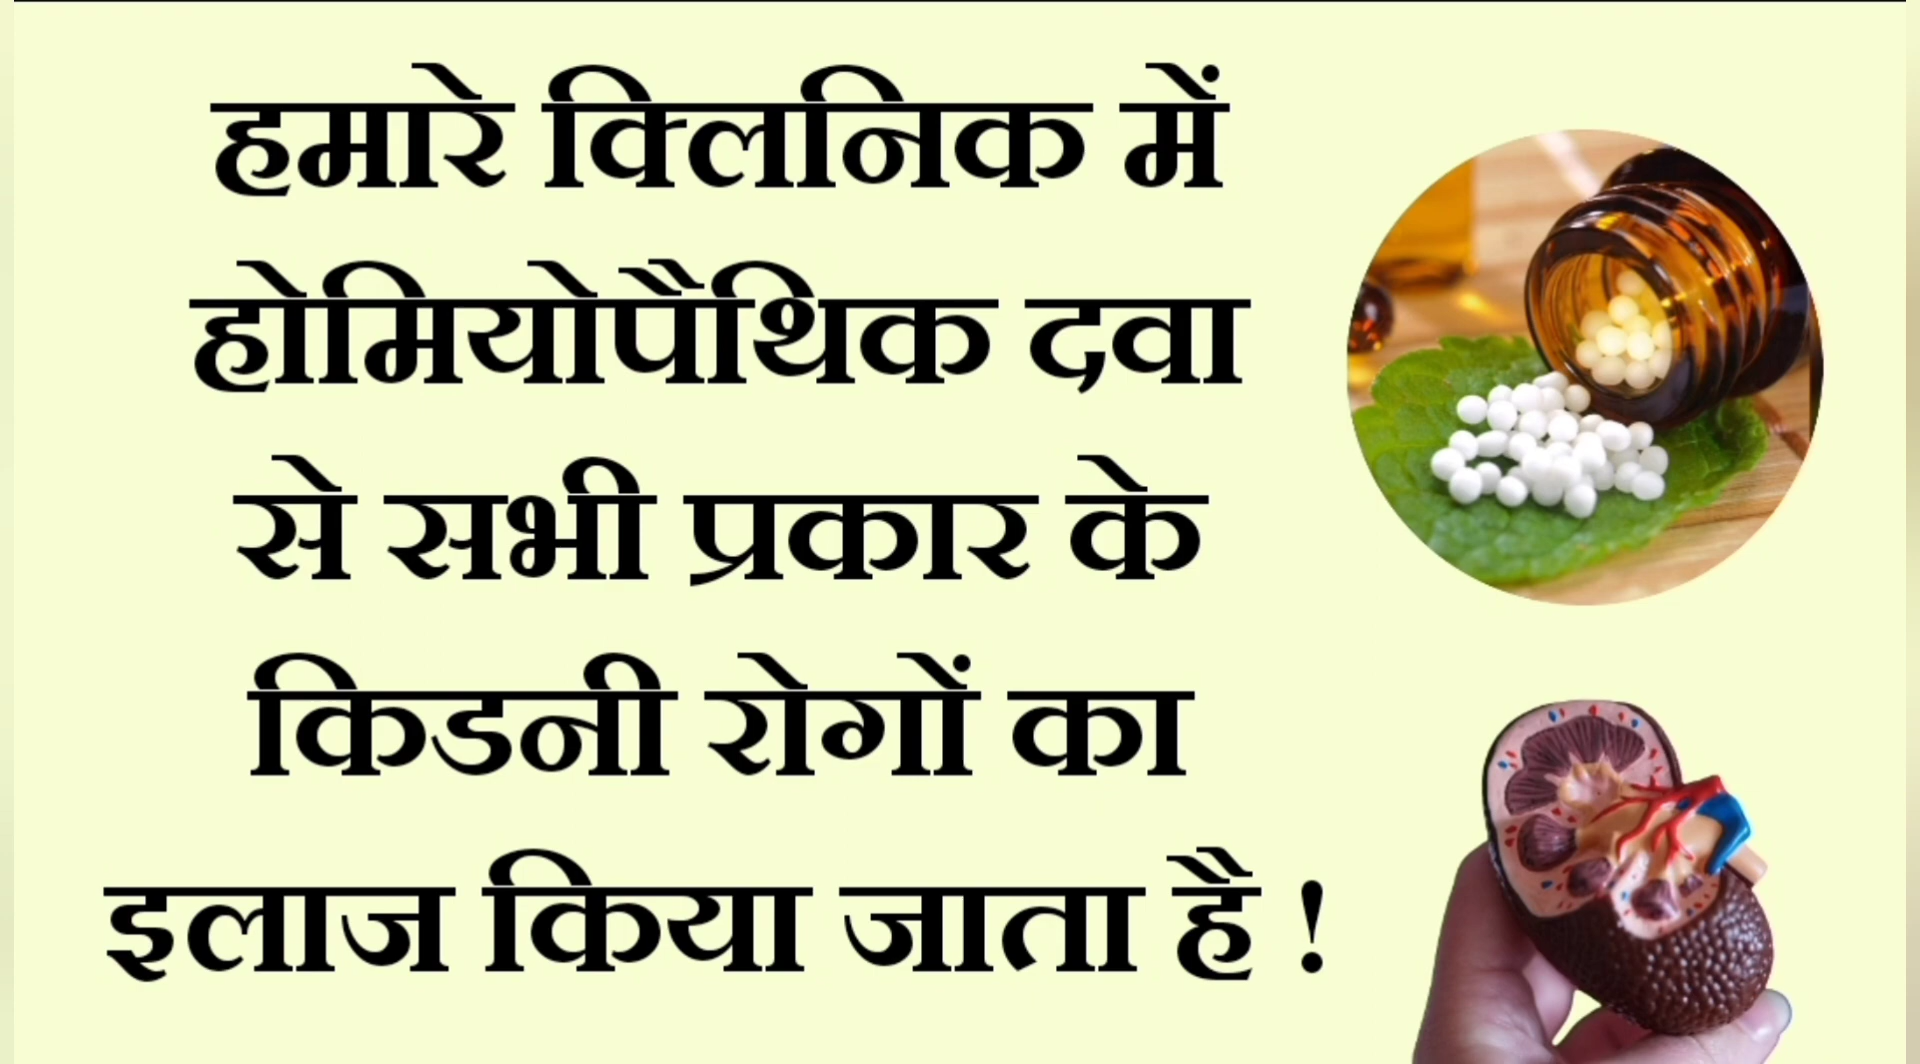 हमारे क्लिनिक में
होमियोपैथिक दवा
से सभी प्रकार के
किडनी रोगों का
इलाज किया जाता है !